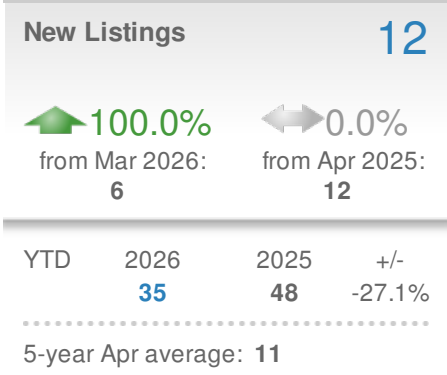 New Listings 12
100.0% 0.0%
from Mar 2026: from Apr 2025:
6 12
YTD 2026 2025 +/-
35 48 -27.1%
5-year Apr average: 11